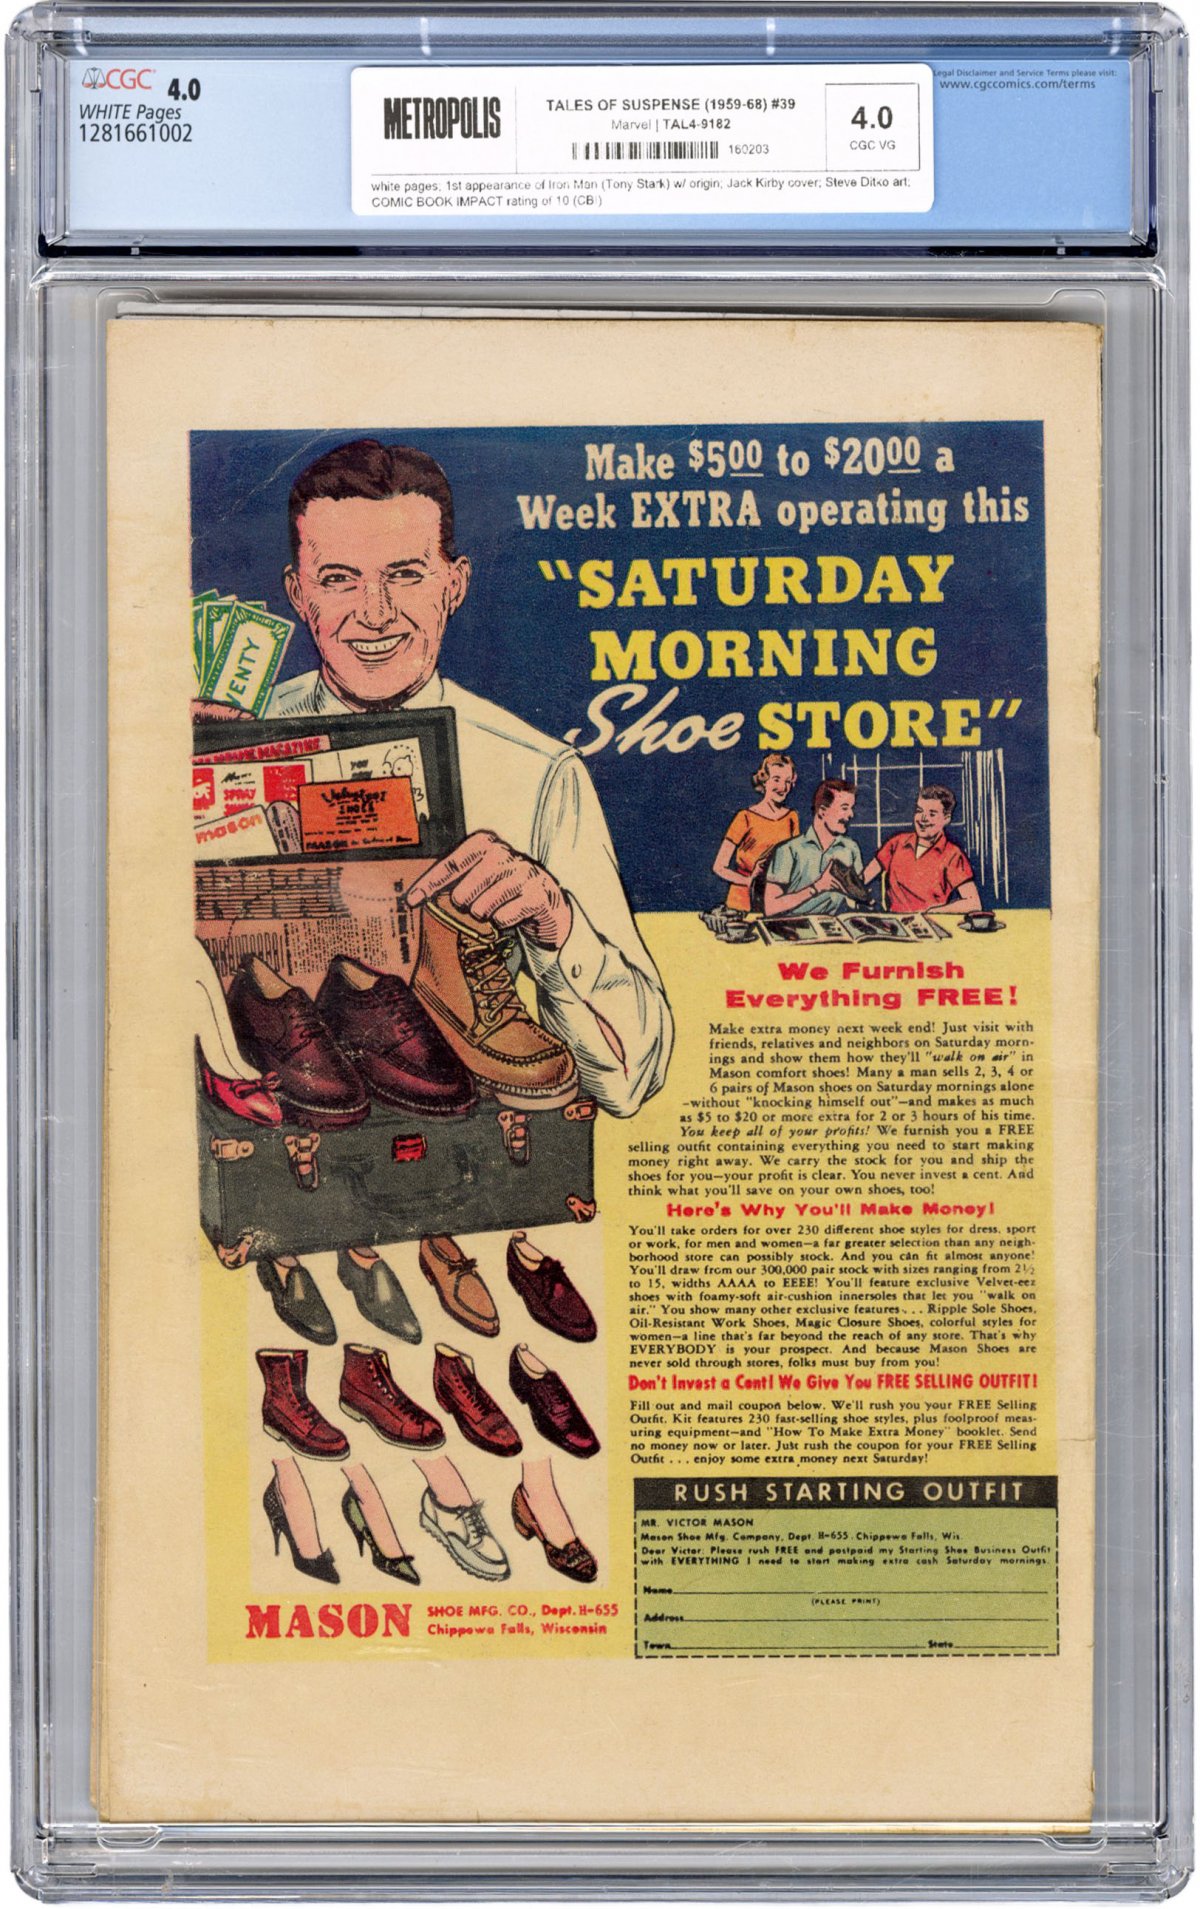 CGC 4.0
WHITE Pages
1281661002
METROPOLIS
TALES OF SUSPENSE (1959-68) #39
Marvel | TAL4-9182
160203
4.0
CGC VG
white pages; 1st appearance of Iron Man (Tony Stark) w/ origin; Jack Kirby cover; Steve Ditko art;
COMIC BOOK IMPACT rating of 10 (CBI)
Legal Disclaimer and Service Terms please visit:
www.cgccomics.com/terms
Make $500 to $2000 a
Week EXTRA operating this
"SATURDAY
MORNING
Shoe STORE"
VENTY
MAGAZINE
SPRAY
mason
Velvet-eez
SHOES
We Furnish
Everything FREE!
Make extra money next week end! Just visit with
friends, relatives and neighbors on Saturday morn-
ings and show them how they'll "walk on air" in
Mason comfort shoes! Many a man sells 2, 3, 4 or
6 pairs of Mason shoes on Saturday mornings alone
-without "knocking himself out"—and makes as much
as $5 to $20 or more extra for 2 or 3 hours of his time.
You keep all of your profits! We furnish you a FREE
selling outfit containing everything you need to start making
money right away. We carry the stock for you and ship the
shoes for you—your profit is clear. You never invest a cent. And
think what you'll save on your own shoes, too!
Here's Why You'll Make Money!
You'll take orders for over 230 different shoe styles for dress, sport
or work, for men and women—a far greater selection than any neigh-
borhood store can possibly stock. And you can fit almost anyone!
You'll draw from our 300,000 pair stock with sizes ranging from 2½
to 15, widths AAAA to EEEE! You'll feature exclusive Velvet-eez
shoes with foamy-soft air-cushion innersoles that let you "walk on
air." You show many other exclusive features . . . Ripple Sole Shoes,
Oil-Resistant Work Shoes, Magic Closure Shoes, colorful styles for
women—a line that's far beyond the reach of any store. That's why
EVERYBODY is your prospect. And because Mason Shoes are
never sold through stores, folks must buy from you!
Don't Invest a Cent! We Give You FREE SELLING OUTFIT!
Fill out and mail coupon below. We'll rush you your FREE Selling
Outfit. Kit features 230 fast-selling shoe styles, plus foolproof meas-
uring equipment—and "How To Make Extra Money" booklet. Send
no money now or later. Just rush the coupon for your FREE Selling
Outfit . . . enjoy some extra money next Saturday!
RUSH STARTING OUTFIT
MR. VICTOR MASON
Mason Shoe Mfg. Company, Dept. H-655, Chippewa Falls, Wis.
Dear Victor: Please rush FREE and postpaid my Starting Shoe Business Outfit
with EVERYTHING I need to start making extra cash Saturday mornings.
Name
(PLEASE PRINT)
Address
Town State
MASON SHOE MFG. CO., Dept. H-655
Chippewa Falls, Wisconsin